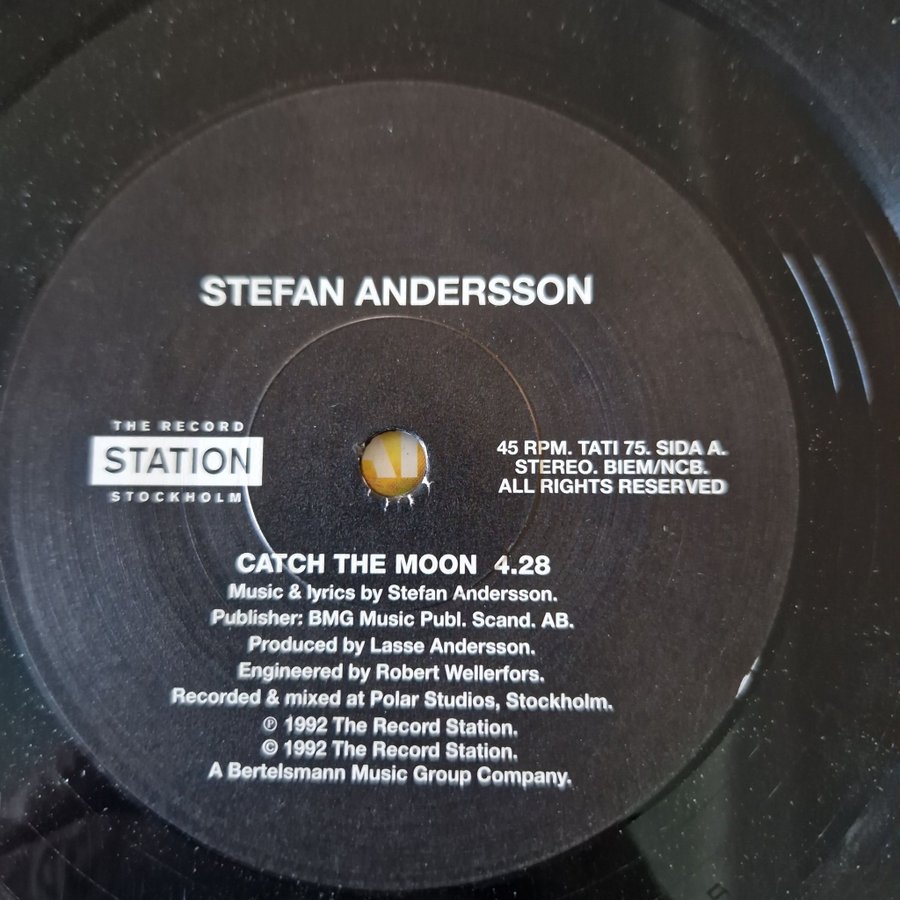 STEFAN ANDERSSON
THE RECORD
STATION
STOCKHOLM
45 RPM. TATI 75. SIDA A.
STEREO. BIEM/NCB.
ALL RIGHTS RESERVED
CATCH THE MOON 4.28
Music & lyrics by Stefan Andersson.
Publisher: BMG Music Publ. Scand. AB.
Produced by Lasse Andersson.
Engineered by Robert Wellerfors.
Recorded & mixed at Polar Studios, Stockholm.
℗ 1992 The Record Station.
© 1992 The Record Station.
A Bertelsmann Music Group Company.